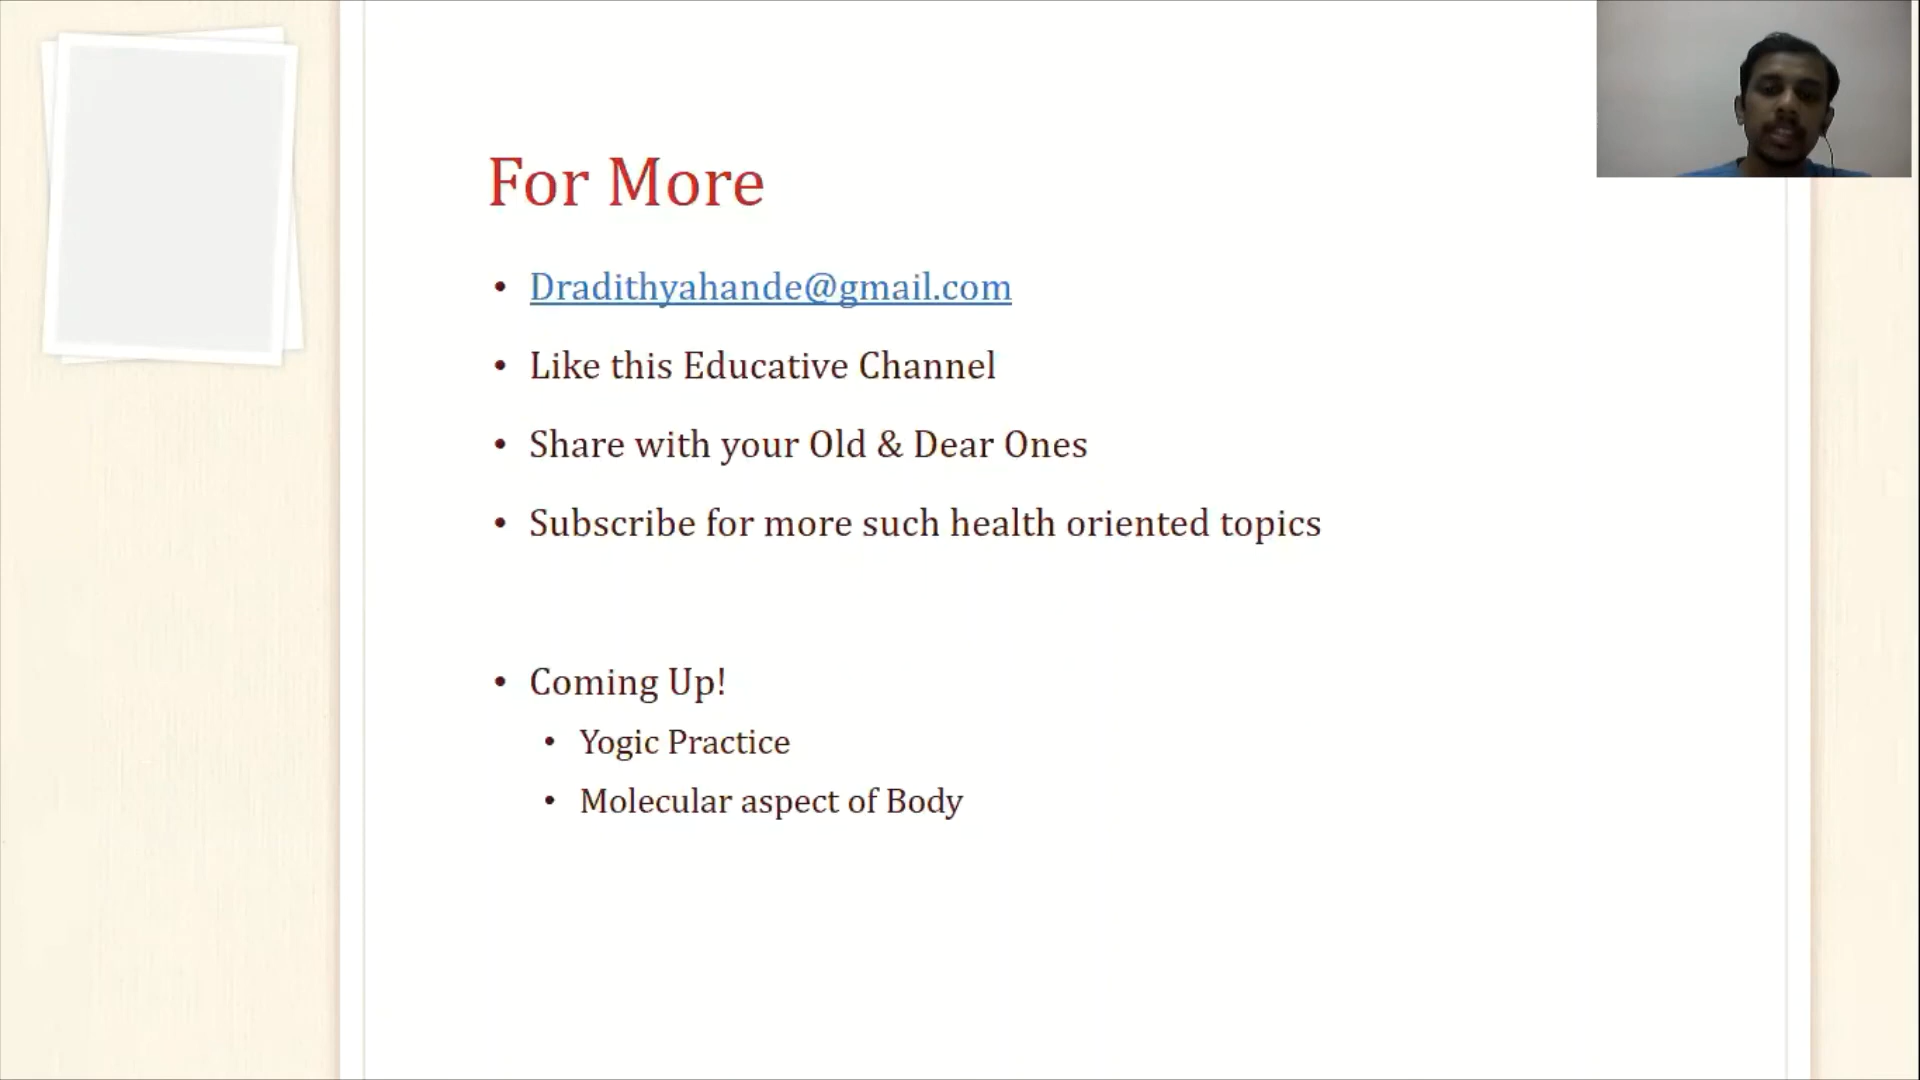 For More
• Dradithyahande@gmail.com
• Like this Educative Channel
• Share with your Old & Dear Ones
• Subscribe for more such health oriented topics
• Coming Up!
• Yogic Practice
• Molecular aspect of Body